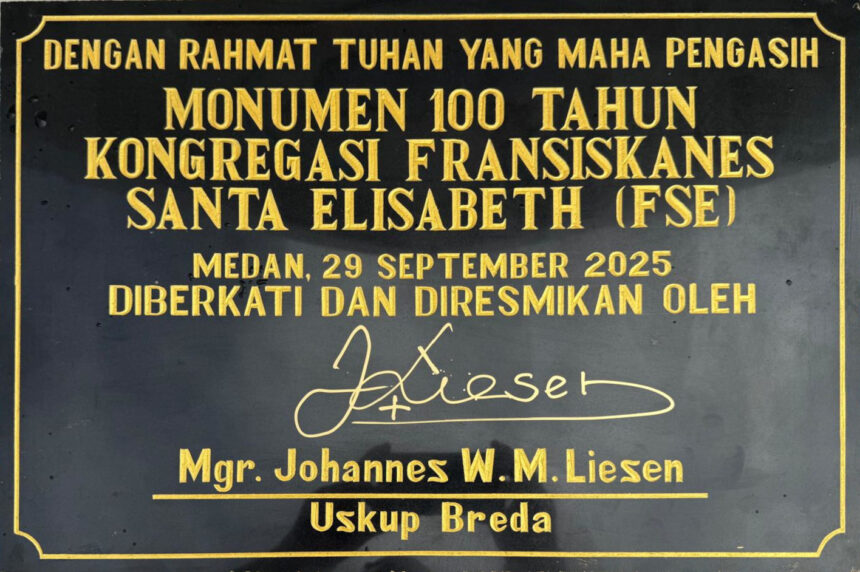 DENGAN RAHMAT TUHAN YANG MAHA PENGASIH
MONUMEN 100 TAHUN
KONGREGASI FRANSISKANES
SANTA ELISABETH (FSE)
MEDAN, 29 SEPTEMBER 2025
DIBERKATI DAN DIRESMIKAN OLEH
J+Liesen
Mgr. Johannes W.M.Liesen
Uskup Breda